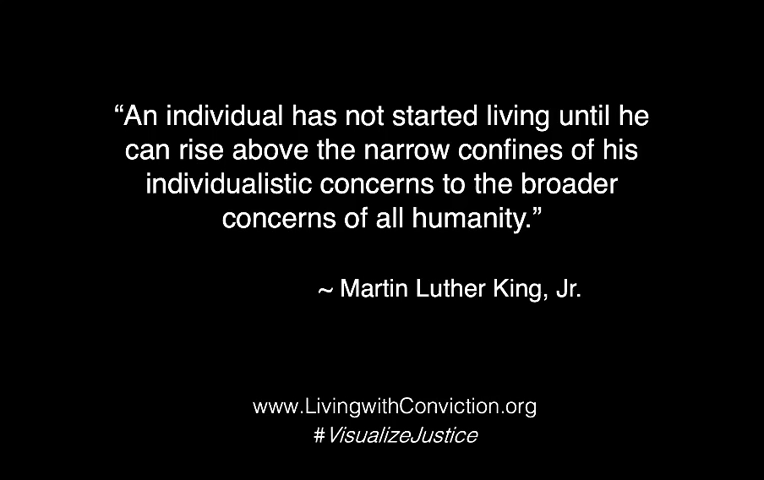 “An individual has not started living until he
can rise above the narrow confines of his
individualistic concerns to the broader
concerns of all humanity.”
~ Martin Luther King, Jr.
www.LivingwithConviction.org
#VisualizeJustice